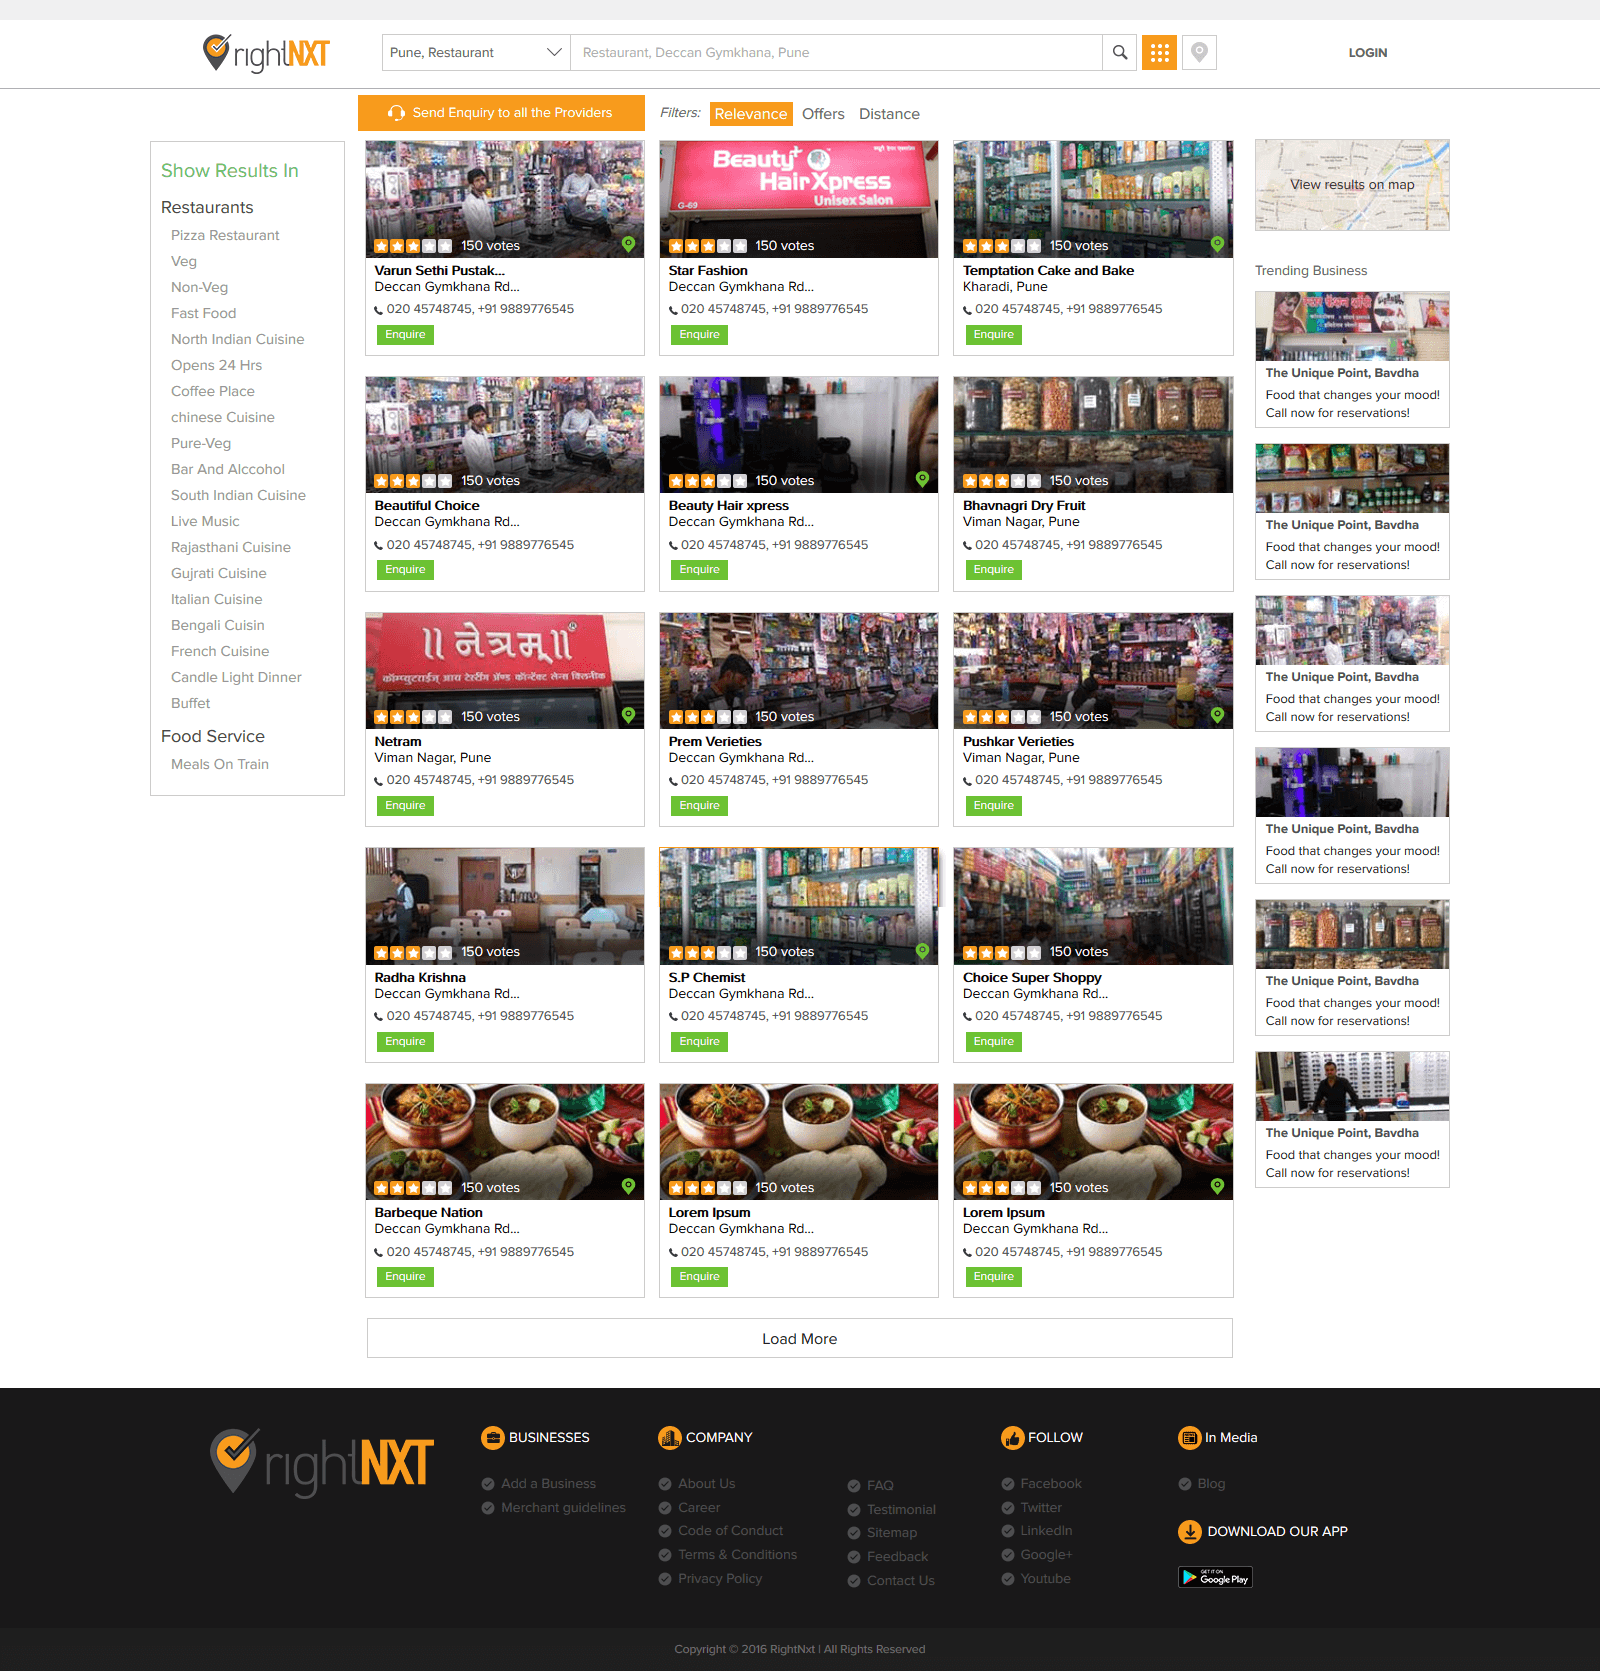 rightNXT
Pune, Restaurant
Restaurant, Deccan Gymkhana, Pune
LOGIN
Send Enquiry to all the Providers
Filters:
Relevance
Offers
Distance
Show Results In
Restaurants
Pizza Restaurant
Veg
Non-Veg
Fast Food
North Indian Cuisine
Opens 24 Hrs
Coffee Place
chinese Cuisine
Pure-Veg
Bar And Alccohol
South Indian Cuisine
Live Music
Rajasthani Cuisine
Gujrati Cuisine
Italian Cuisine
Bengali Cuisin
French Cuisine
Candle Light Dinner
Buffet
Food Service
Meals On Train
150 votes
Varun Sethi Pustak...
Deccan Gymkhana Rd...
020 45748745, +91 9889776545
Enquire
Beauty+
HairXpress
Unisex Salon
G-69
150 votes
Star Fashion
Deccan Gymkhana Rd...
020 45748745, +91 9889776545
Enquire
150 votes
Temptation Cake and Bake
Kharadi, Pune
020 45748745, +91 9889776545
Enquire
150 votes
Beautiful Choice
Deccan Gymkhana Rd...
020 45748745, +91 9889776545
Enquire
150 votes
Beauty Hair xpress
Deccan Gymkhana Rd...
020 45748745, +91 9889776545
Enquire
150 votes
Bhavnagri Dry Fruit
Viman Nagar, Pune
020 45748745, +91 9889776545
Enquire
॥ नेत्रम् ॥
कॉम्प्युटराईज् आय टेस्टींग ॲण्ड कॉन्टॅक्ट लेन्स क्लिनीक
150 votes
Netram
Viman Nagar, Pune
020 45748745, +91 9889776545
Enquire
150 votes
Prem Verieties
Deccan Gymkhana Rd...
020 45748745, +91 9889776545
Enquire
150 votes
Pushkar Verieties
Viman Nagar, Pune
020 45748745, +91 9889776545
Enquire
150 votes
Radha Krishna
Deccan Gymkhana Rd...
020 45748745, +91 9889776545
Enquire
150 votes
S.P Chemist
Deccan Gymkhana Rd...
020 45748745, +91 9889776545
Enquire
150 votes
Choice Super Shoppy
Deccan Gymkhana Rd...
020 45748745, +91 9889776545
Enquire
150 votes
Barbeque Nation
Deccan Gymkhana Rd...
020 45748745, +91 9889776545
Enquire
150 votes
Lorem Ipsum
Deccan Gymkhana Rd...
020 45748745, +91 9889776545
Enquire
150 votes
Lorem Ipsum
Deccan Gymkhana Rd...
020 45748745, +91 9889776545
Enquire
Load More
View results on map
Trending Business
The Unique Point, Bavdha
Food that changes your mood!
Call now for reservations!
The Unique Point, Bavdha
Food that changes your mood!
Call now for reservations!
The Unique Point, Bavdha
Food that changes your mood!
Call now for reservations!
The Unique Point, Bavdha
Food that changes your mood!
Call now for reservations!
The Unique Point, Bavdha
Food that changes your mood!
Call now for reservations!
The Unique Point, Bavdha
Food that changes your mood!
Call now for reservations!
rightNXT
BUSINESSES
Add a Business
Merchant guidelines
COMPANY
About Us
Career
Code of Conduct
Terms & Conditions
Privacy Policy
FAQ
Testimonial
Sitemap
Feedback
Contact Us
FOLLOW
Facebook
Twitter
LinkedIn
Google+
Youtube
In Media
Blog
DOWNLOAD OUR APP
GET IT ON
Google Play
Copyright © 2016 RightNxt | All Rights Reserved